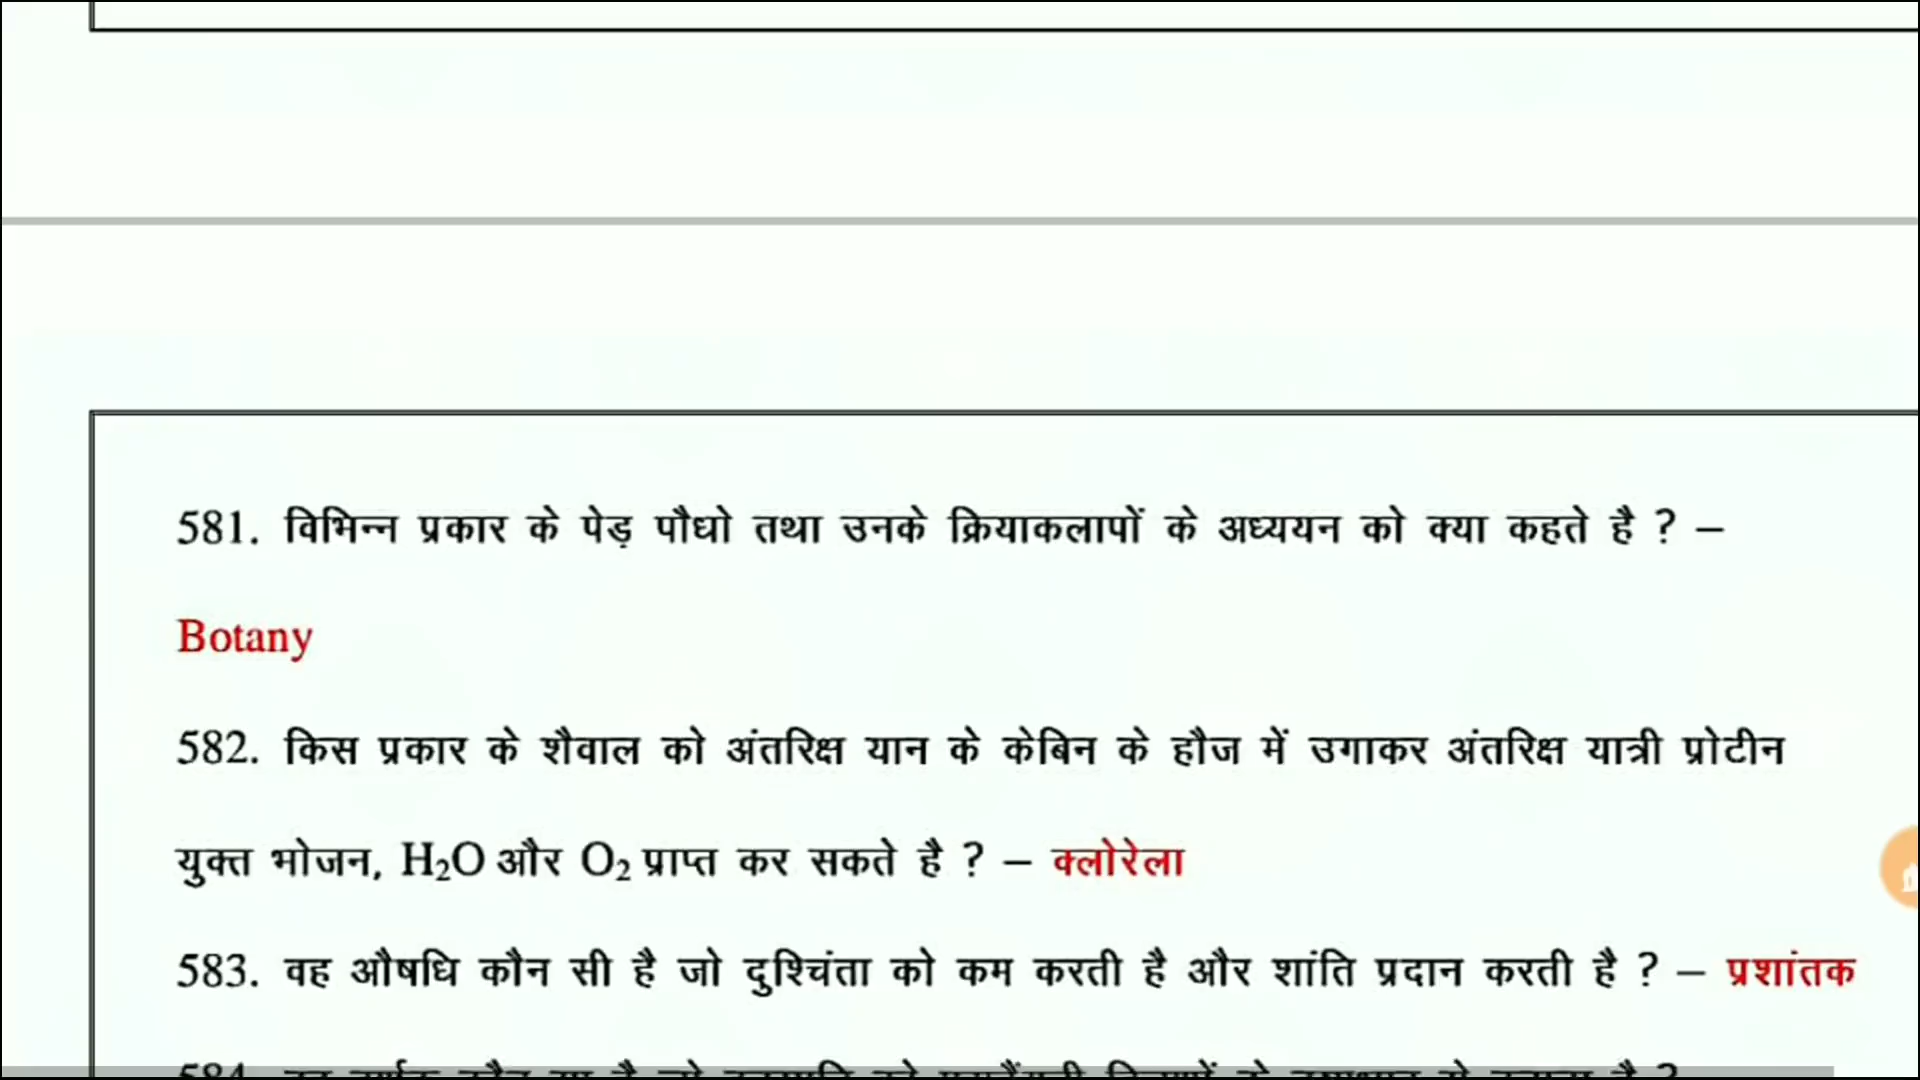 581. विभिन्न प्रकार के पेड़ पौधो तथा उनके क्रियाकलापों के अध्ययन को क्या कहते है ? –
Botany
582. किस प्रकार के शैवाल को अंतरिक्ष यान के केबिन के हौज में उगाकर अंतरिक्ष यात्री प्रोटीन
युक्त भोजन, H₂O और O₂ प्राप्त कर सकते है ? – क्लोरेला
583. वह औषधि कौन सी है जो दुश्चिंता को कम करती है और शांति प्रदान करती है ? – प्रशांतक
584.